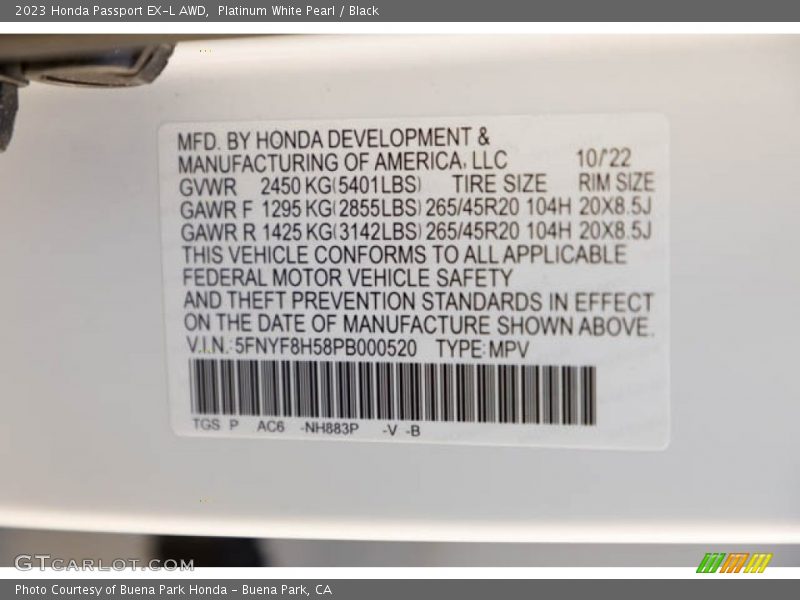 2023 Honda Passport EX-L AWD,  Platinum White Pearl / Black
MFD. BY HONDA DEVELOPMENT &
MANUFACTURING OF AMERICA, LLC 10/'22
GVWR 2450 KG(5401LBS) TIRE SIZE RIM SIZE
GAWR F 1295 KG(2855LBS) 265/45R20 104H 20X8.5J
GAWR R 1425 KG(3142LBS) 265/45R20 104H 20X8.5J
THIS VEHICLE CONFORMS TO ALL APPLICABLE
FEDERAL MOTOR VEHICLE SAFETY
AND THEFT PREVENTION STANDARDS IN EFFECT
ON THE DATE OF MANUFACTURE SHOWN ABOVE.
V.I.N.:5FNYF8H58PB000520 TYPE:MPV
TGS P AC6 -NH883P -V -B
GTCARLOT.COM
Photo Courtesy of Buena Park Honda - Buena Park, CA